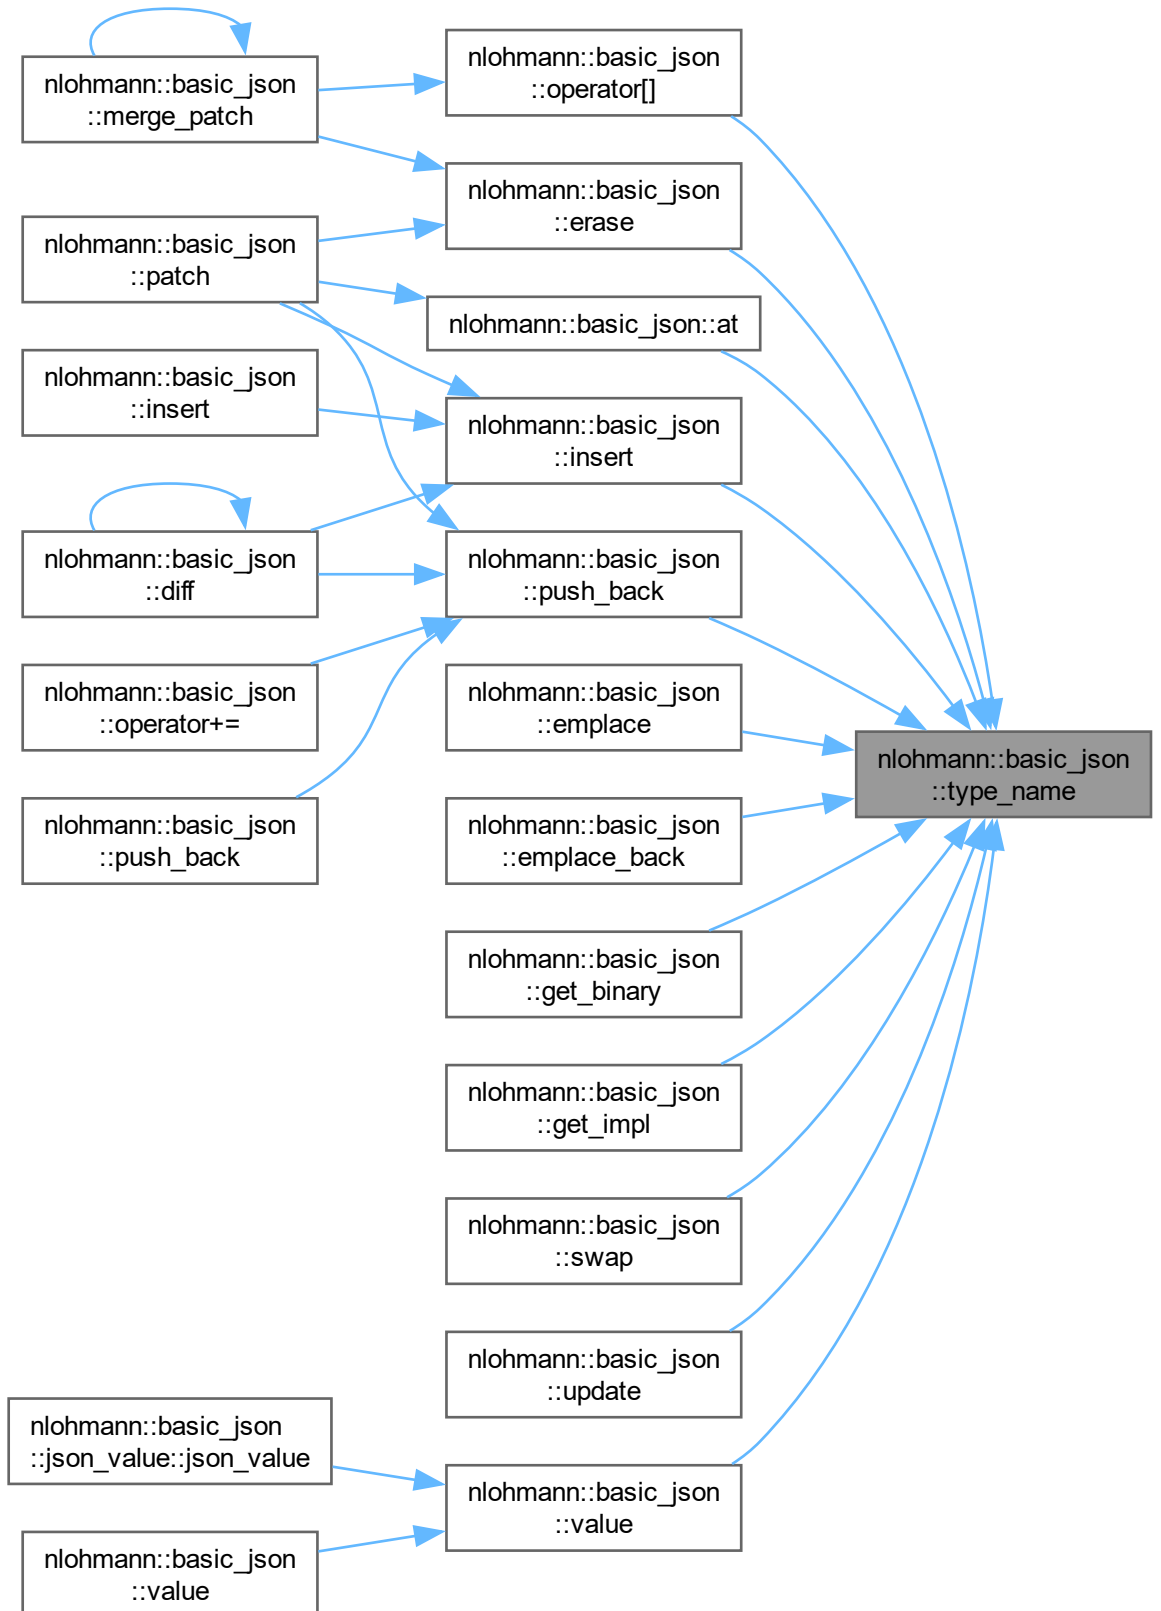 nlohmann::basic_json
::merge_patch
nlohmann::basic_json
::patch
nlohmann::basic_json
::insert
nlohmann::basic_json
::diff
nlohmann::basic_json
::operator+=
nlohmann::basic_json
::push_back
nlohmann::basic_json
::json_value::json_value
nlohmann::basic_json
::value
nlohmann::basic_json
::operator[]
nlohmann::basic_json
::erase
nlohmann::basic_json::at
nlohmann::basic_json
::insert
nlohmann::basic_json
::push_back
nlohmann::basic_json
::emplace
nlohmann::basic_json
::emplace_back
nlohmann::basic_json
::get_binary
nlohmann::basic_json
::get_impl
nlohmann::basic_json
::swap
nlohmann::basic_json
::update
nlohmann::basic_json
::value
nlohmann::basic_json
::type_name